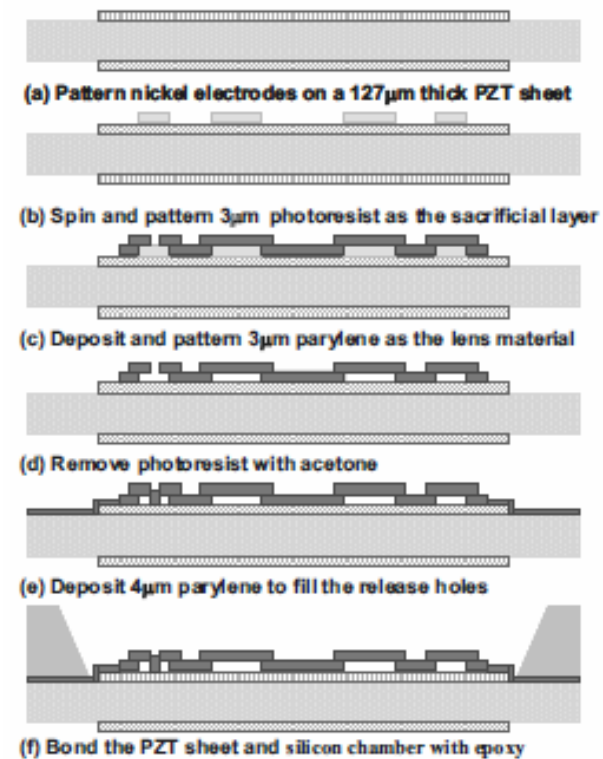 (a) Pattern nickel electrodes on a 127μm thick PZT sheet
(b) Spin and pattern 3μm photoresist as the sacrificial layer
(c) Deposit and pattern 3μm parylene as the lens material
(d) Remove photoresist with acetone
(e) Deposit 4μm parylene to fill the release holes
(f) Bond the PZT sheet and silicon chamber with epoxy